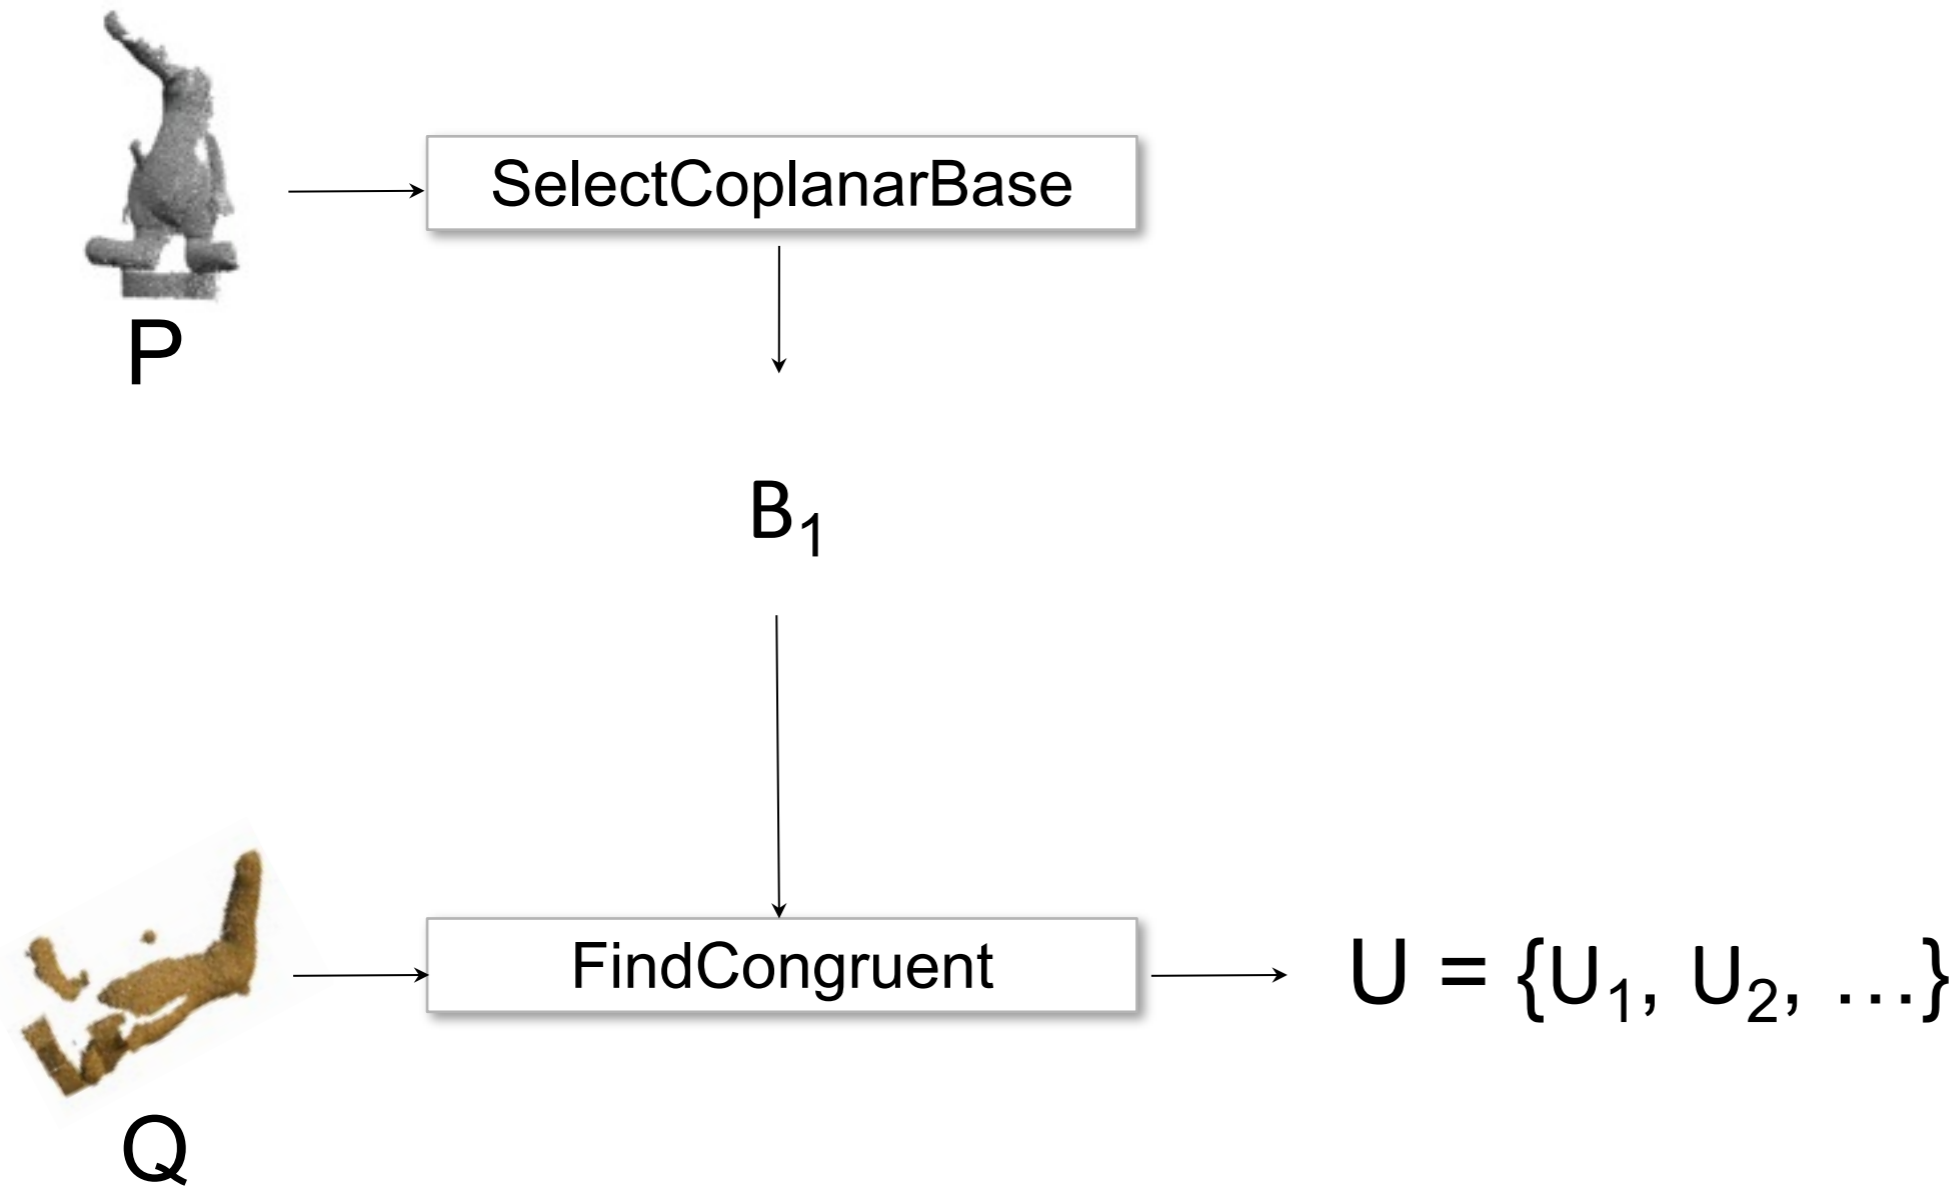 SelectCoplanarBase
P
B₁
FindCongruent
U = {U₁, U₂, …}
Q